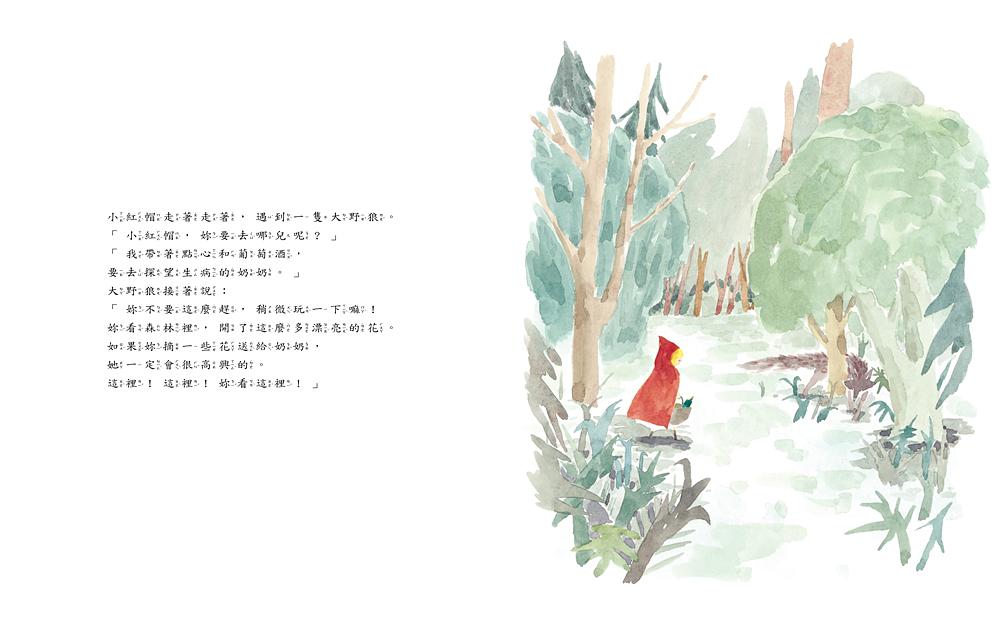 小紅帽走著走著，遇到一隻大野狼。
「小紅帽，妳要去哪兒呢？」
「我帶著點心和葡萄酒，
要去探望生病的奶奶。」
大野狼接著說：
「妳不要這麼趕，稍微玩一下嘛！
妳看森林裡，開了這麼多漂亮的花。
如果妳摘一些花送給奶奶，
她一定會很高興的。
這裡！這裡！妳看這裡！」